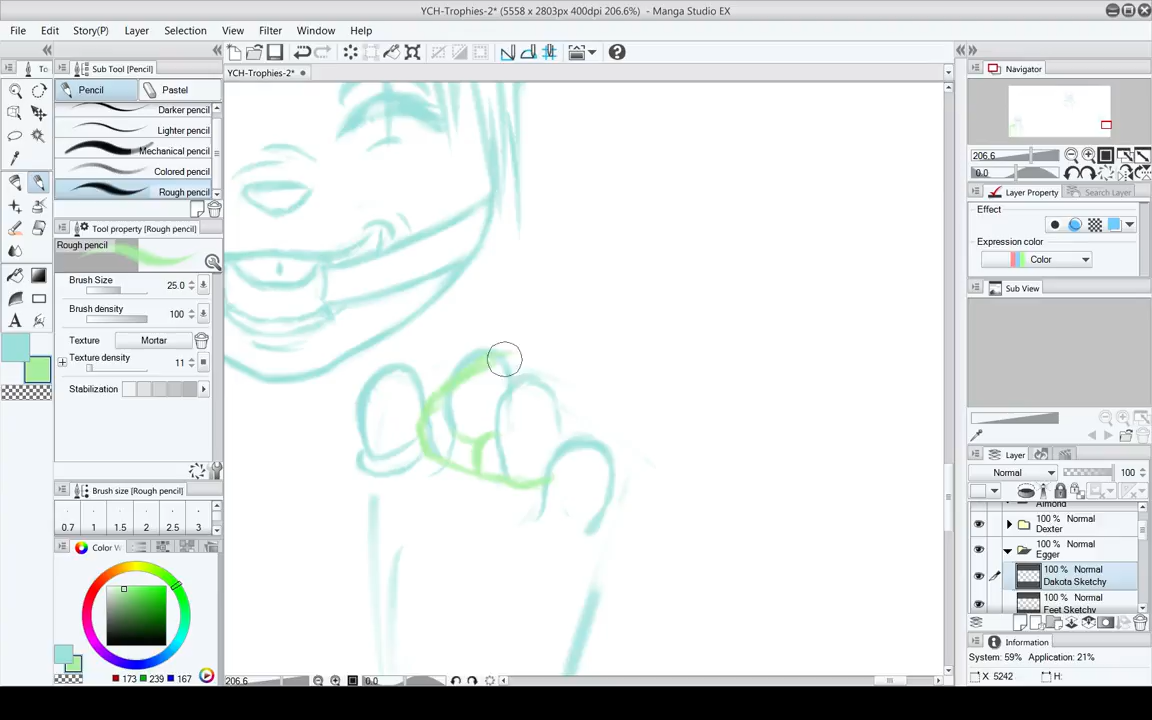 YCH-Trophies-2* (5558 x 2803px 400dpi 206.6%) - Manga Studio EX
File Edit Story(P) Layer Selection View Filter Window Help
To Sub Tool [Pencil] YCH-Trophies-2* Navigator
Pencil Pastel
Darker pencil
Lighter pencil
Mechanical pencil
Colored pencil
Rough pencil
206.6
0.0
Layer Property Search Layer
Effect
Expression color
Color
Sub View
Tool property [Rough pencil]
Rough pencil
Brush Size 25.0
Brush density 100
Texture Mortar
Texture density 11
Stabilization
Layer
Normal 100
Almond
100 % Normal
Dexter
100 % Normal
Egger
100 % Normal
Dakota Sketchy
100 % Normal
Feet Sketchy
Brush size [Rough pencil]
0.7 1 1.5 2 2.5 3
Color W
173 239 167
206.6 0.0
Information
System: 59% Application: 21%
X 5242 H: